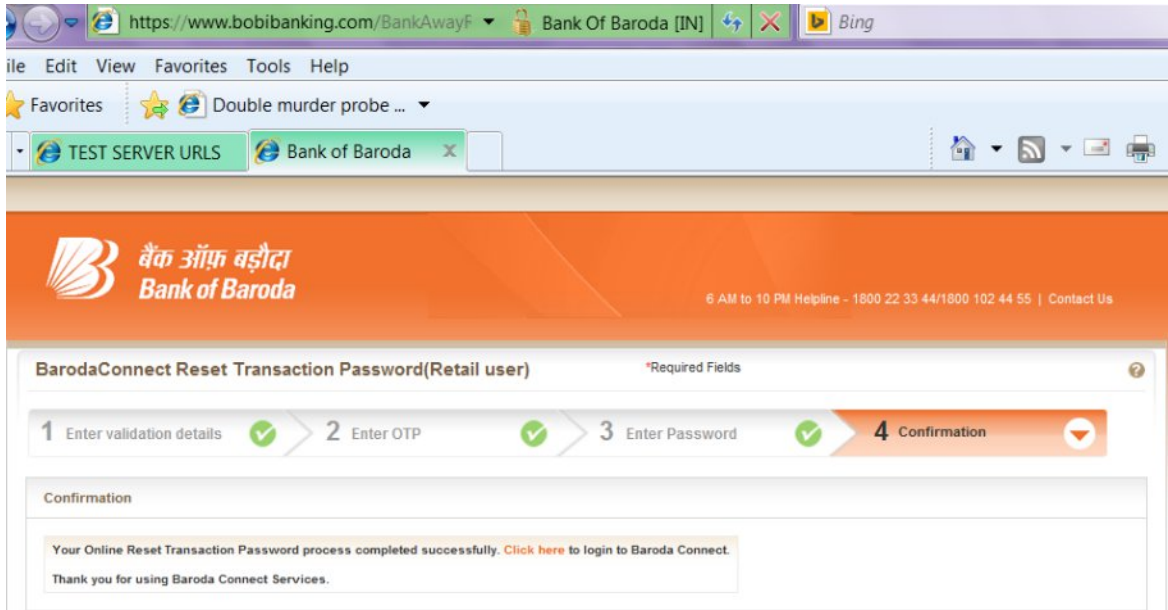 https://www.bobibanking.com/BankAwayF Bank Of Baroda [IN] Bing
ile Edit View Favorites Tools Help
Favorites Double murder probe ...
TEST SERVER URLS Bank of Baroda x
बैंक ऑफ़ बड़ौदा
Bank of Baroda
6 AM to 10 PM Helpline - 1800 22 33 44/1800 102 44 55 | Contact Us
BarodaConnect Reset Transaction Password(Retail user) *Required Fields
1 Enter validation details 2 Enter OTP 3 Enter Password 4 Confirmation
Confirmation
Your Online Reset Transaction Password process completed successfully. Click here to login to Baroda Connect.
Thank you for using Baroda Connect Services.